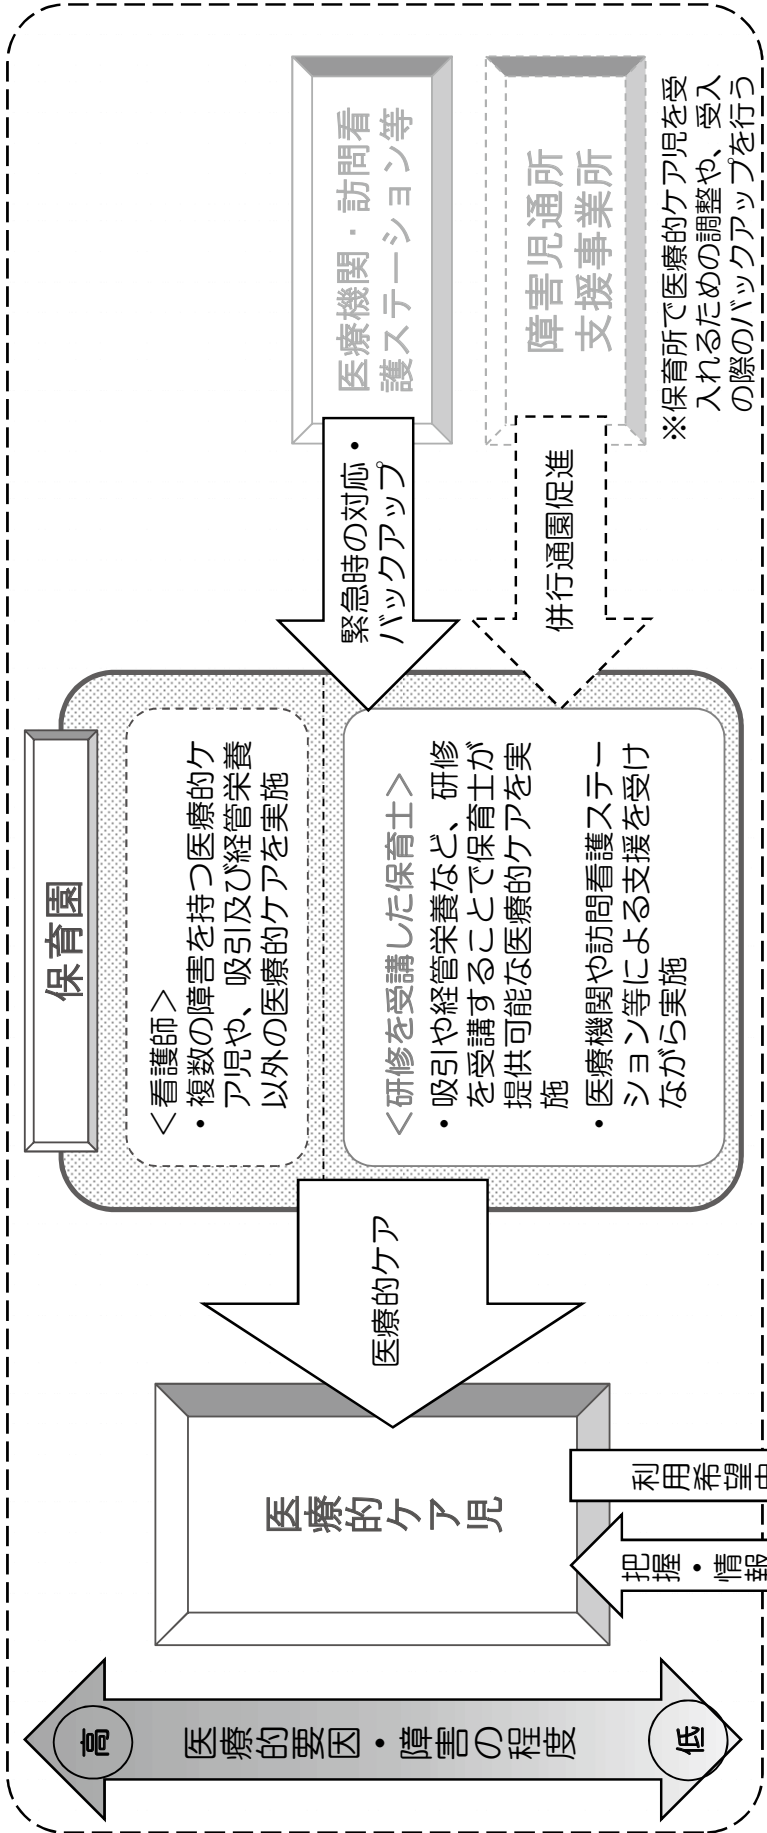 高
医療的要因・障害の程度
低
医療的ケア児
把握・情報
利用希望
医療的ケア
保育園
＜看護師＞
・複数の障害を持つ医療的ケ
ア児や、吸引及び経管栄養
以外の医療的ケアを実施
＜研修を受講した保育士＞
・吸引や経管栄養など、研修
を受講することで保育士が
提供可能な医療的ケアを実
施
・医療機関や訪問看護ステー
ション等による支援を受け
ながら実施
緊急時の対応・
バックアップ
併行通園促進
医療機関・訪問看
護ステーション等
障害児通所
支援事業所
※保育所で医療的ケア児を受
入れるための調整や、受入
の際のバックアップを行う